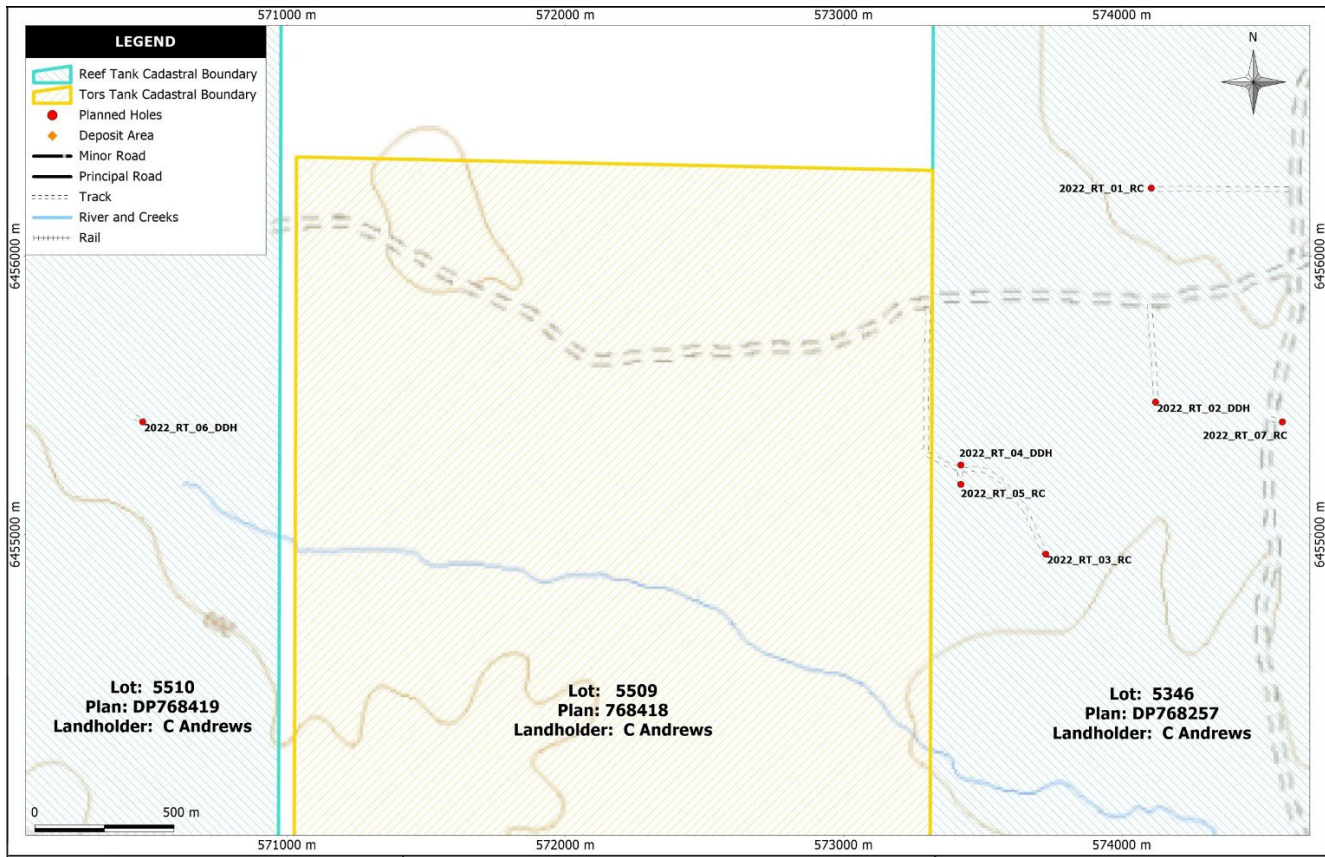 571000 m
572000 m
573000 m
574000 m
LEGEND
Reef Tank Cadastral Boundary
Tors Tank Cadastral Boundary
Planned Holes
Deposit Area
Minor Road
Principal Road
Track
River and Creeks
Rail
N
2022_RT_01_RC
6456000 m
6456000 m
2022_RT_02_DDH
2022_RT_06_DDH
2022_RT_07_RC
2022_RT_04_DDH
2022_RT_05_RC
6455000 m
6455000 m
2022_RT_03_RC
Lot: 5510
Plan: DP768419
Landholder: C Andrews
Lot: 5509
Plan: 768418
Landholder: C Andrews
Lot: 5346
Plan: DP768257
Landholder: C Andrews
0 500 m
571000 m
572000 m
573000 m
574000 m